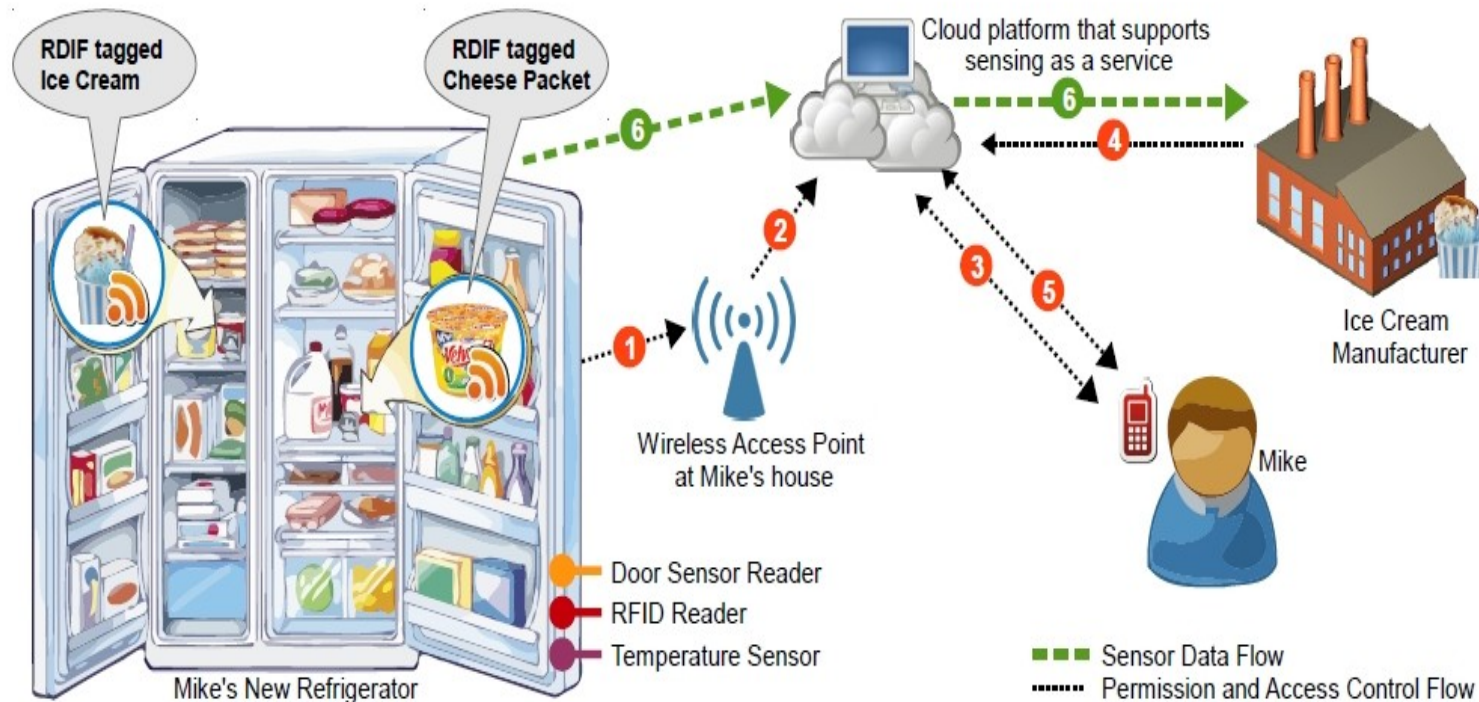 RDIF tagged
Ice Cream
RDIF tagged
Cheese Packet
Cloud platform that supports
sensing as a service
6
6
4
2
3
5
1
Ice Cream
Manufacturer
Wireless Access Point
at Mike's house
Mike
Door Sensor Reader
RFID Reader
Temperature Sensor
Mike's New Refrigerator
Sensor Data Flow
Permission and Access Control Flow